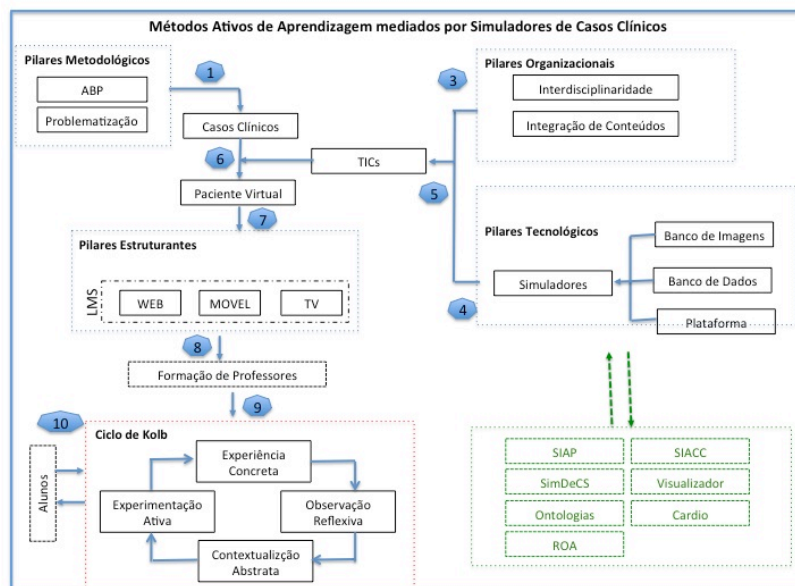 Métodos Ativos de Aprendizagem mediados por Simuladores de Casos Clínicos
Pilares Metodológicos
ABP
Problematização
1
Casos Clínicos
6
Paciente Virtual
TICs
3
Pilares Organizacionais
Interdisciplinaridade
Integração de Conteúdos
5
Pilares Tecnológicos
Simuladores
Banco de Imagens
Banco de Dados
Plataforma
4
7
Pilares Estruturantes
LMS
WEB
MOVEL
TV
8
Formação de Professores
9
10
Alunos
Ciclo de Kolb
Experiência
Concreta
Experimentação
Ativa
Observação
Reflexiva
Contextualizção
Abstrata
SIAP
SIACC
SimDeCS
Visualizador
Ontologias
Cardio
ROA